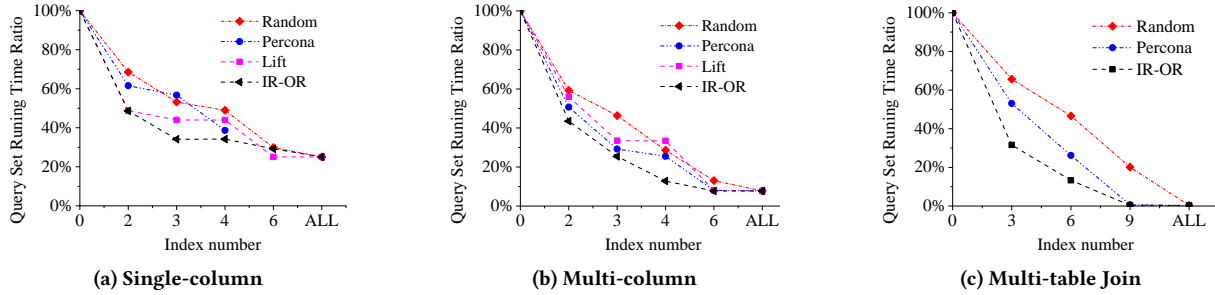 100%
80%
60%
40%
20%
0%
Query Set Runing Time Ratio
Random
Percona
Lift
IR-OR
0 2 3 4 6 ALL
Index number
(a) Single-column
100%
80%
60%
40%
20%
0%
Query Set Runing Time Ratio
Random
Percona
Lift
IR-OR
0 2 3 4 6 ALL
Index number
(b) Multi-column
100%
80%
60%
40%
20%
0%
Query Set Runing Time Ratio
Random
Percona
IR-OR
0 3 6 9 ALL
Index number
(c) Multi-table Join